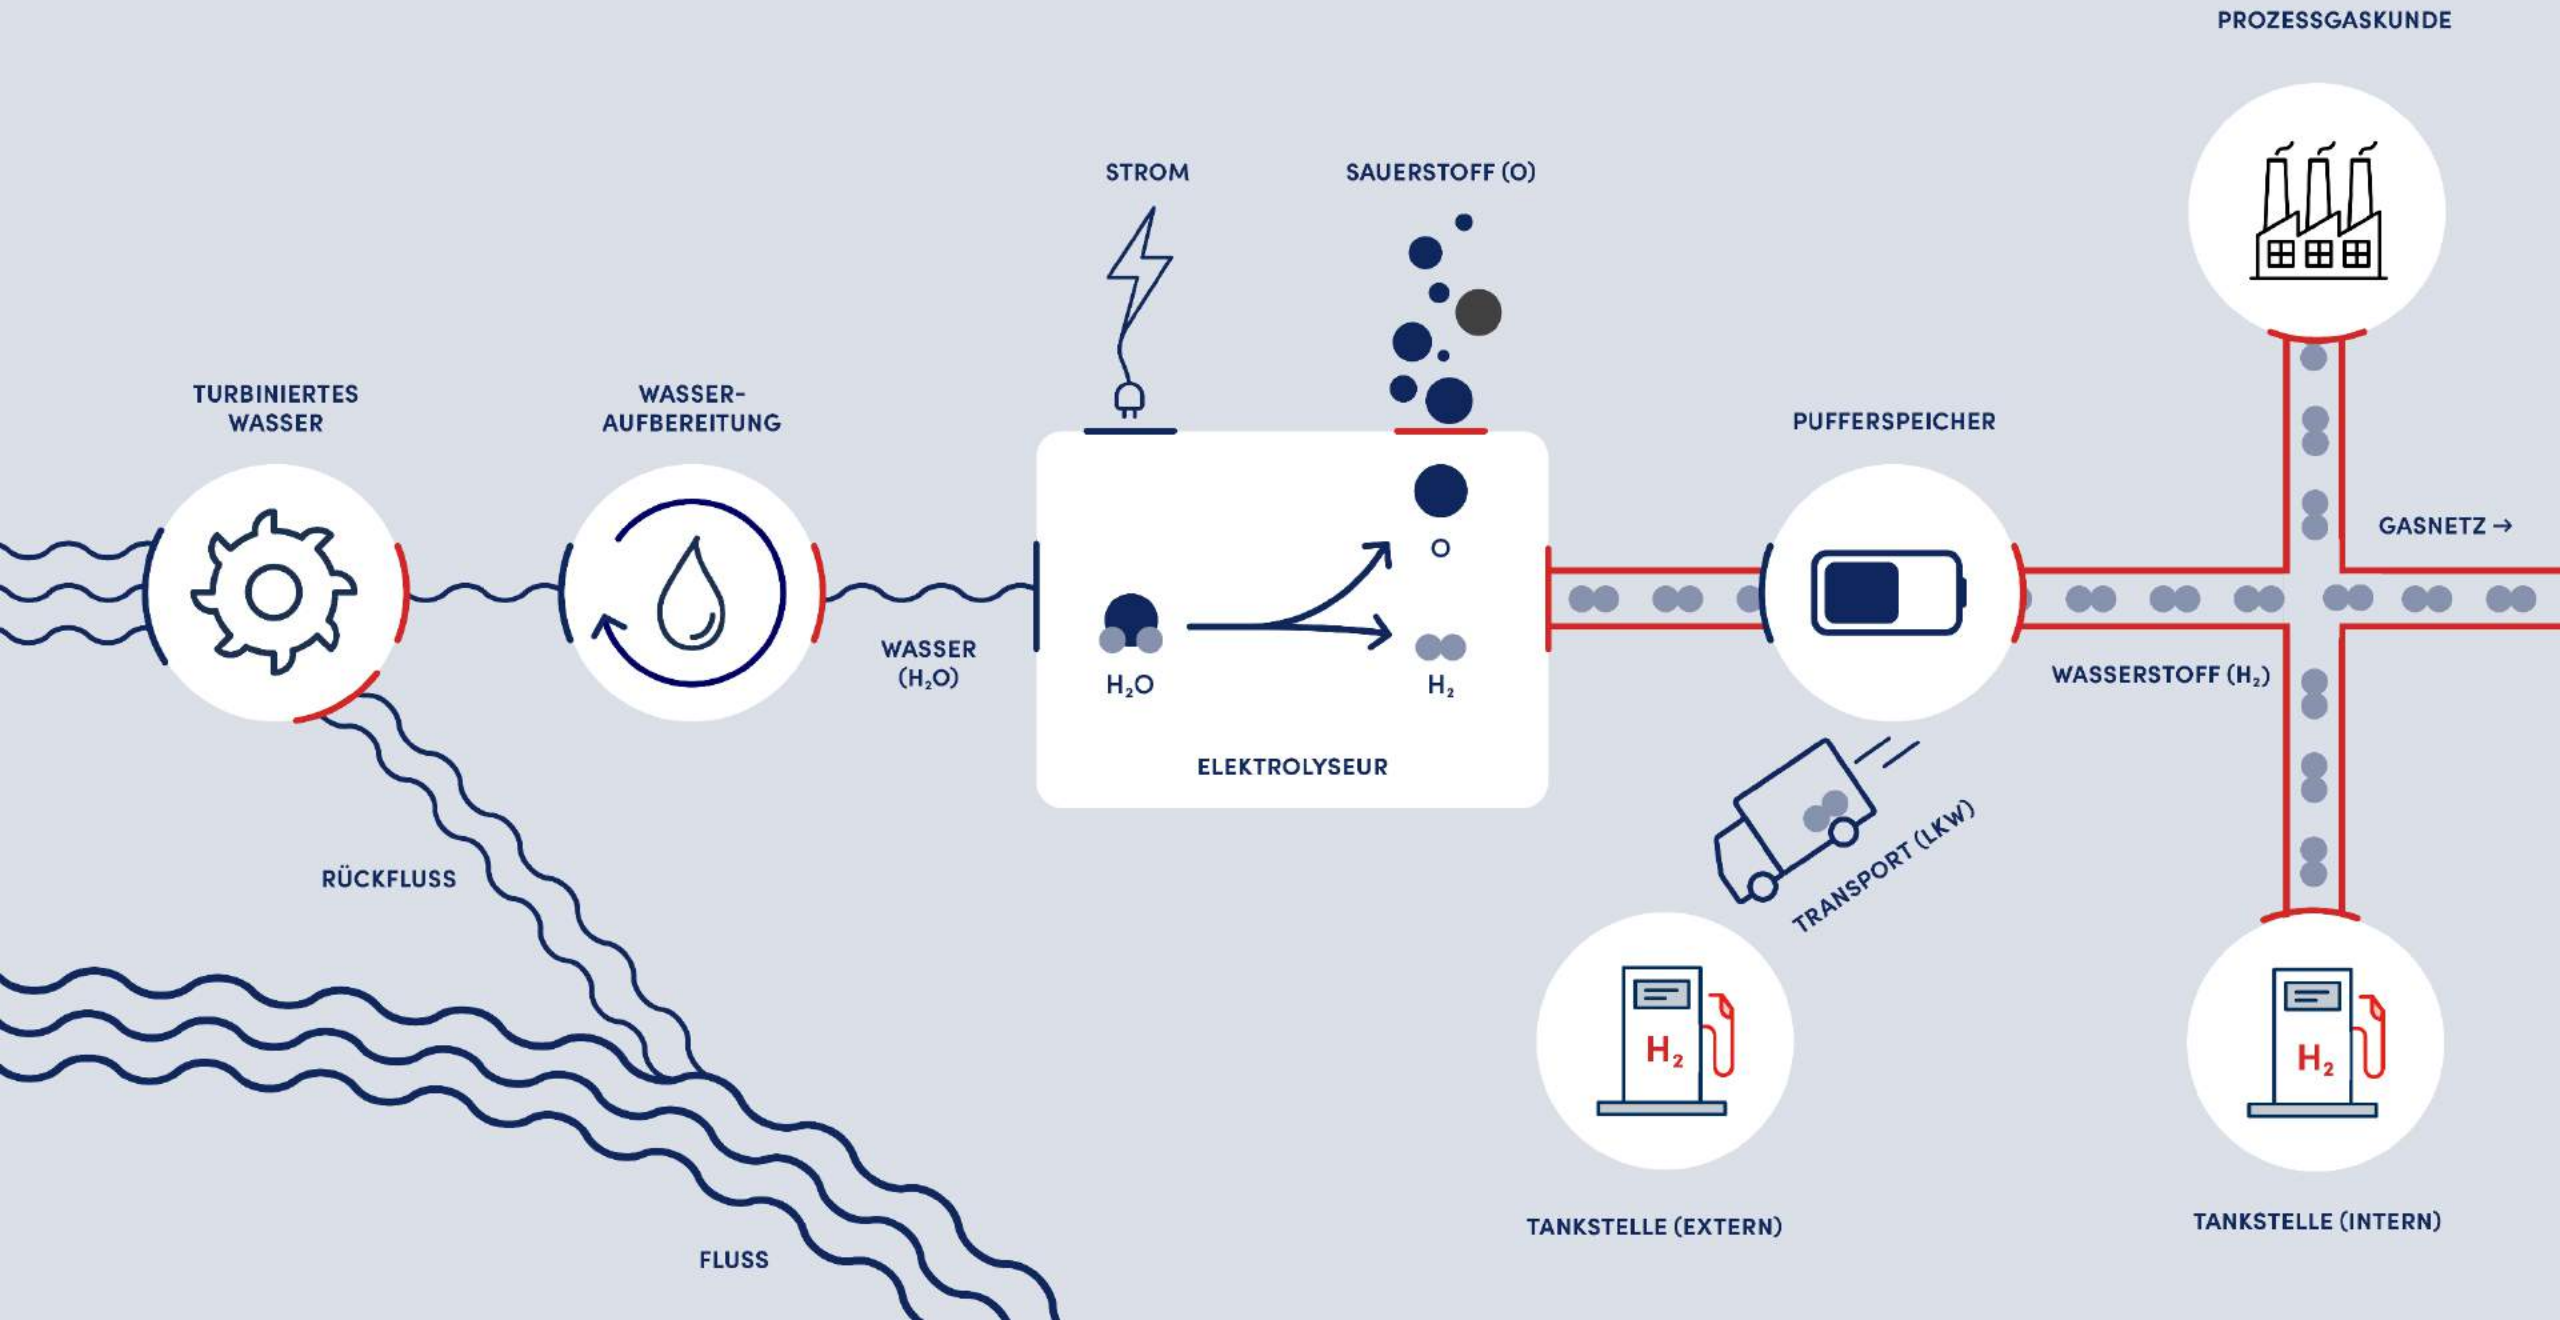 PROZESSGASKUNDE
STROM
SAUERSTOFF (O)
TURBINIERTES
WASSER
WASSER-
AUFBEREITUNG
PUFFERSPEICHER
GASNETZ →
O
WASSER
(H₂O)
H₂O
H₂
WASSERSTOFF (H₂)
ELEKTROLYSEUR
TRANSPORT (LKW)
RÜCKFLUSS
H₂
H₂
TANKSTELLE (EXTERN)
TANKSTELLE (INTERN)
FLUSS